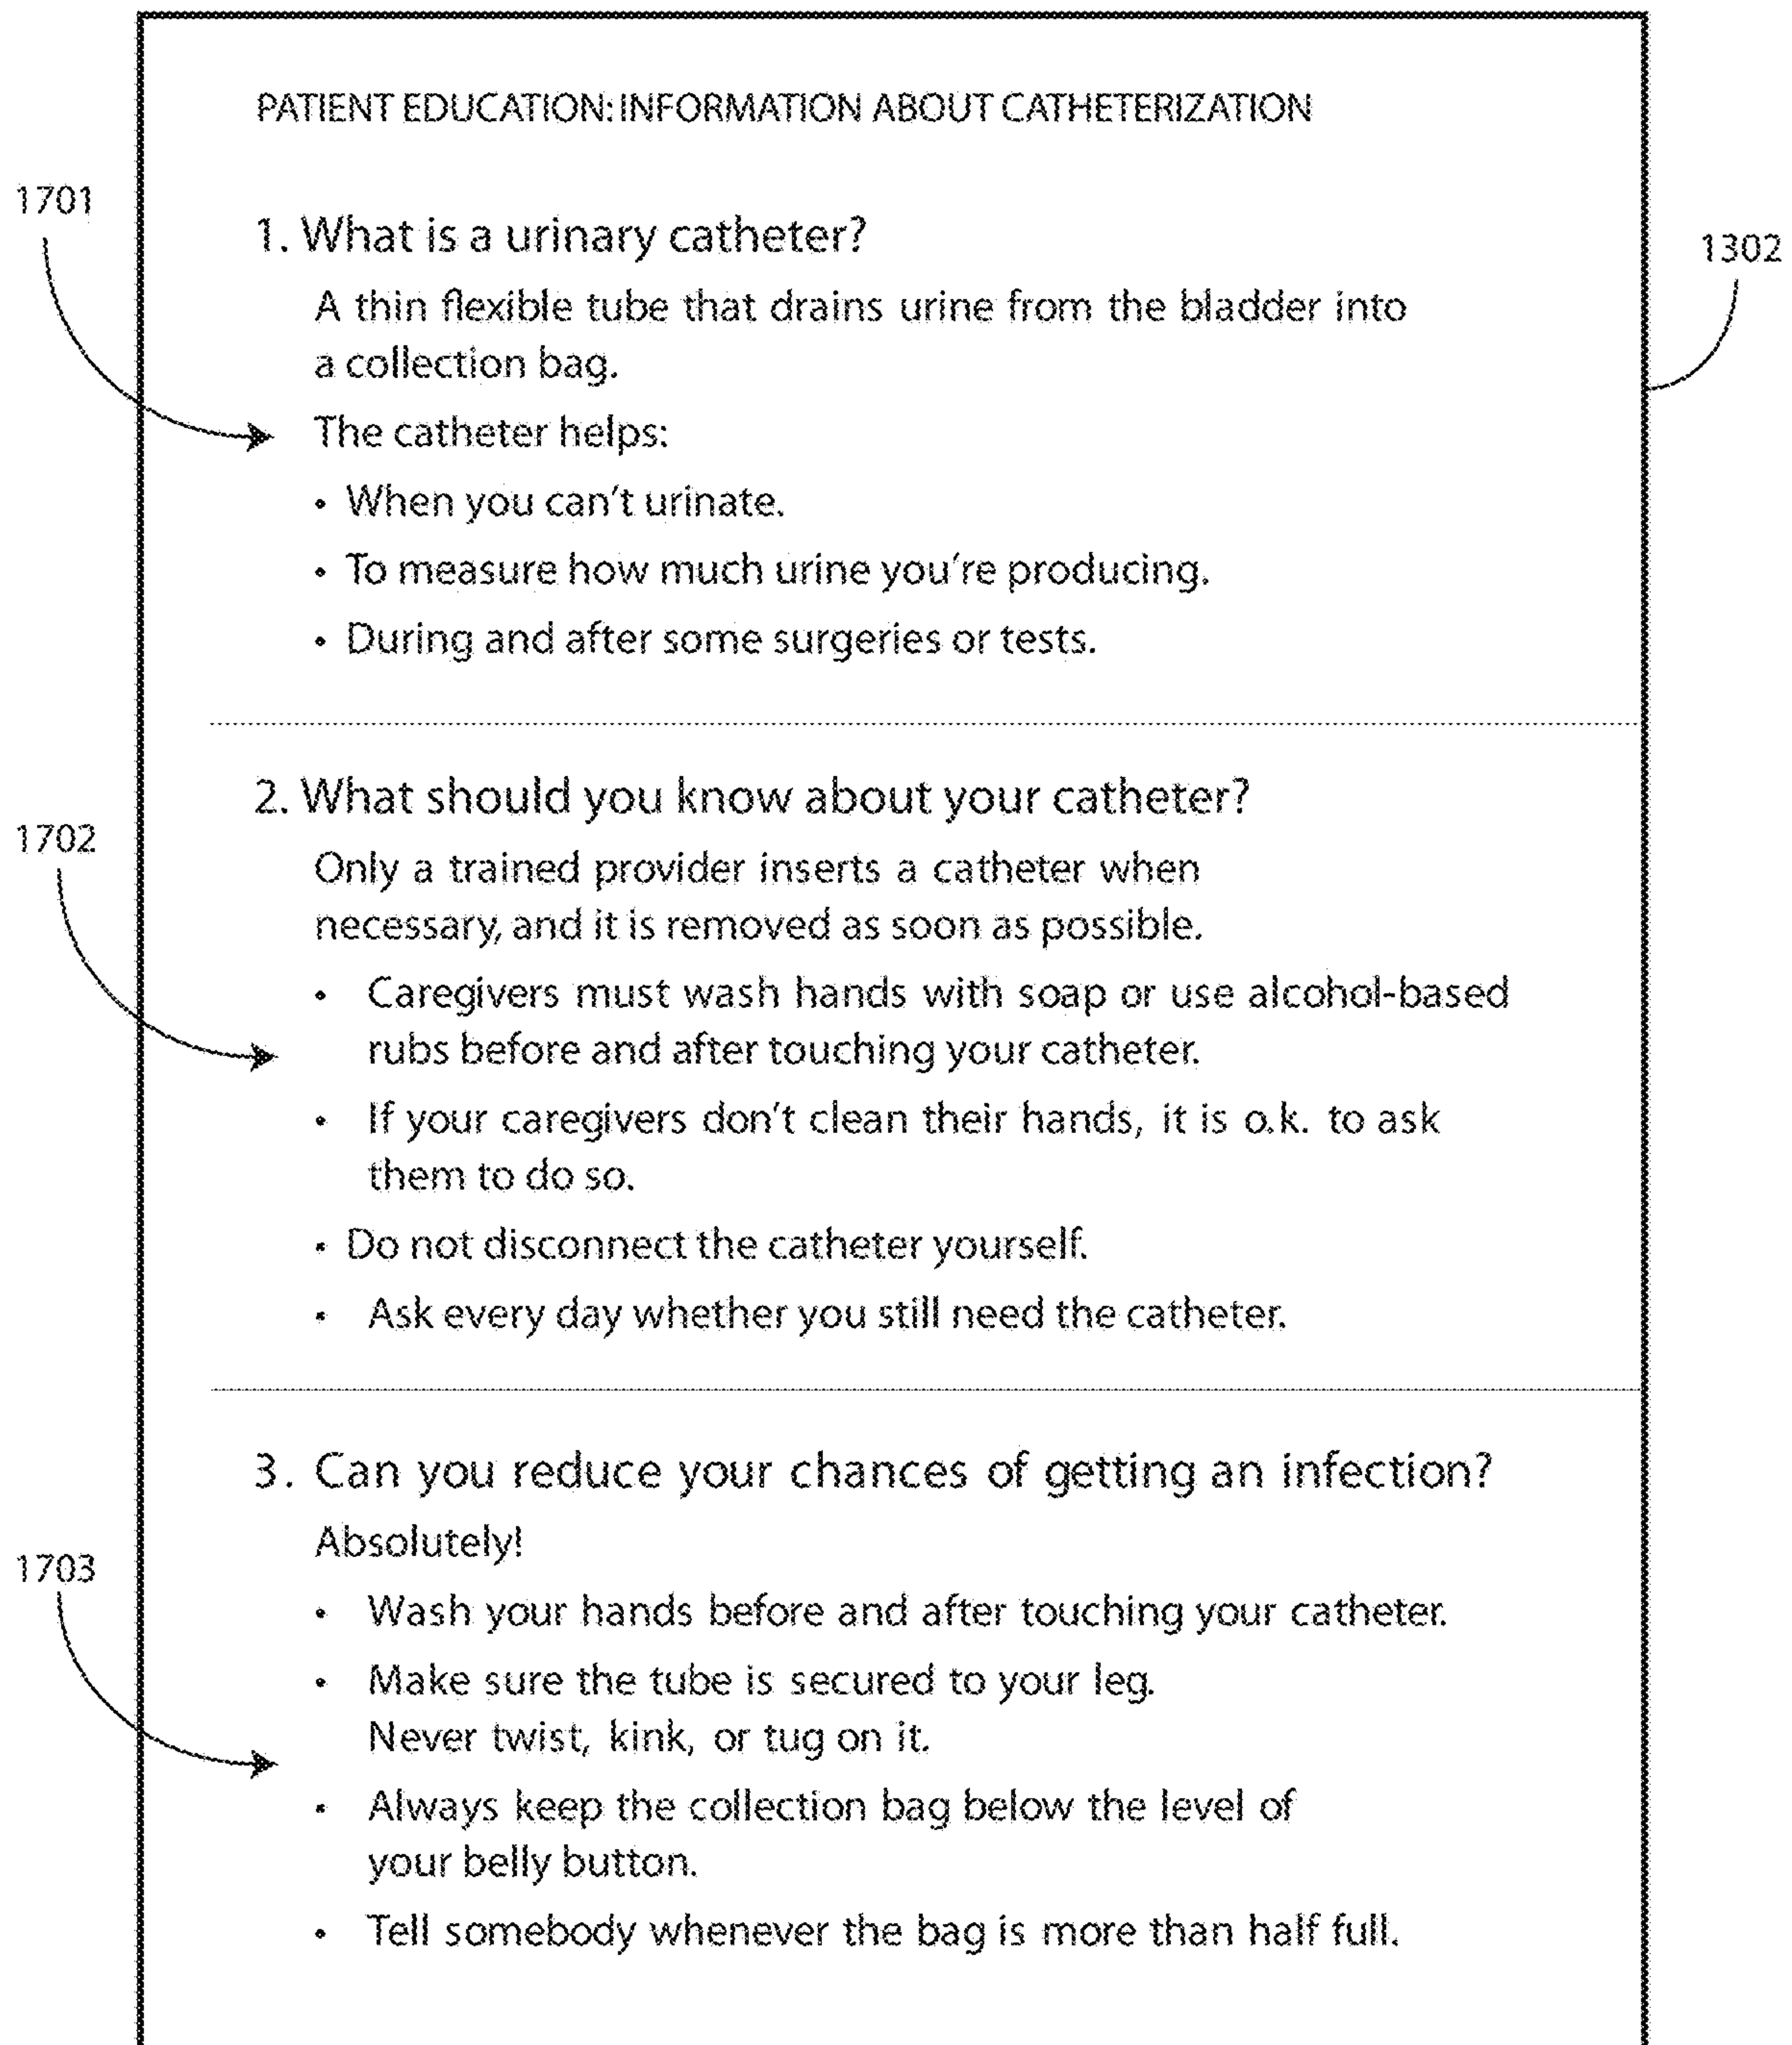 PATIENT EDUCATION: INFORMATION ABOUT CATHETERIZATION
1701
1. What is a urinary catheter?
1302
A thin flexible tube that drains urine from the bladder into
a collection bag.
The catheter helps:
• When you can't urinate.
• To measure how much urine you're producing.
• During and after some surgeries or tests.
2. What should you know about your catheter?
1702
Only a trained provider inserts a catheter when
necessary, and it is removed as soon as possible.
• Caregivers must wash hands with soap or use alcohol-based
rubs before and after touching your catheter.
• If your caregivers don't clean their hands, it is o.k. to ask
them to do so.
• Do not disconnect the catheter yourself.
• Ask every day whether you still need the catheter.
3. Can you reduce your chances of getting an infection?
Absolutely!
1703
• Wash your hands before and after touching your catheter.
• Make sure the tube is secured to your leg.
Never twist, kink, or tug on it.
• Always keep the collection bag below the level of
your belly button.
• Tell somebody whenever the bag is more than half full.